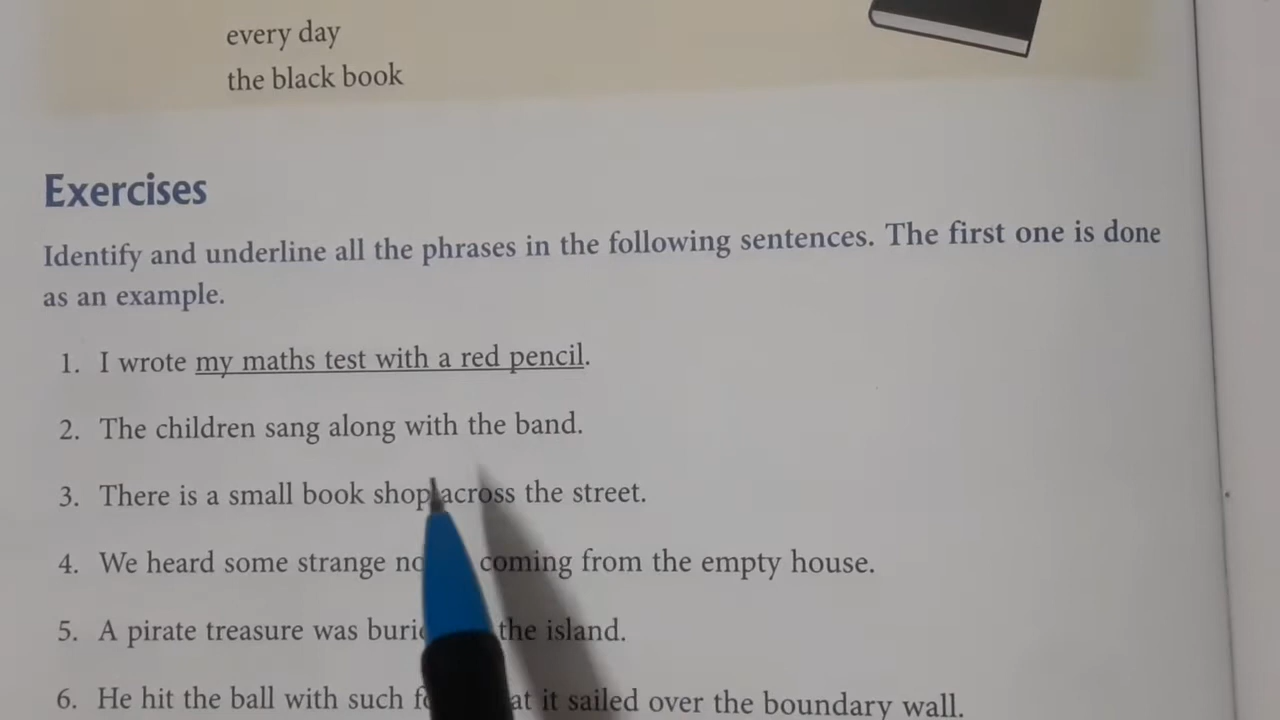 every day
the black book
Exercises
Identify and underline all the phrases in the following sentences. The first one is done
as an example.
1. I wrote my maths test with a red pencil.
2. The children sang along with the band.
3. There is a small book shop across the street.
4. We heard some strange coming from the empty house.
5. A pirate treasure was the island.
6. He hit the ball with such it sailed over the boundary wall.